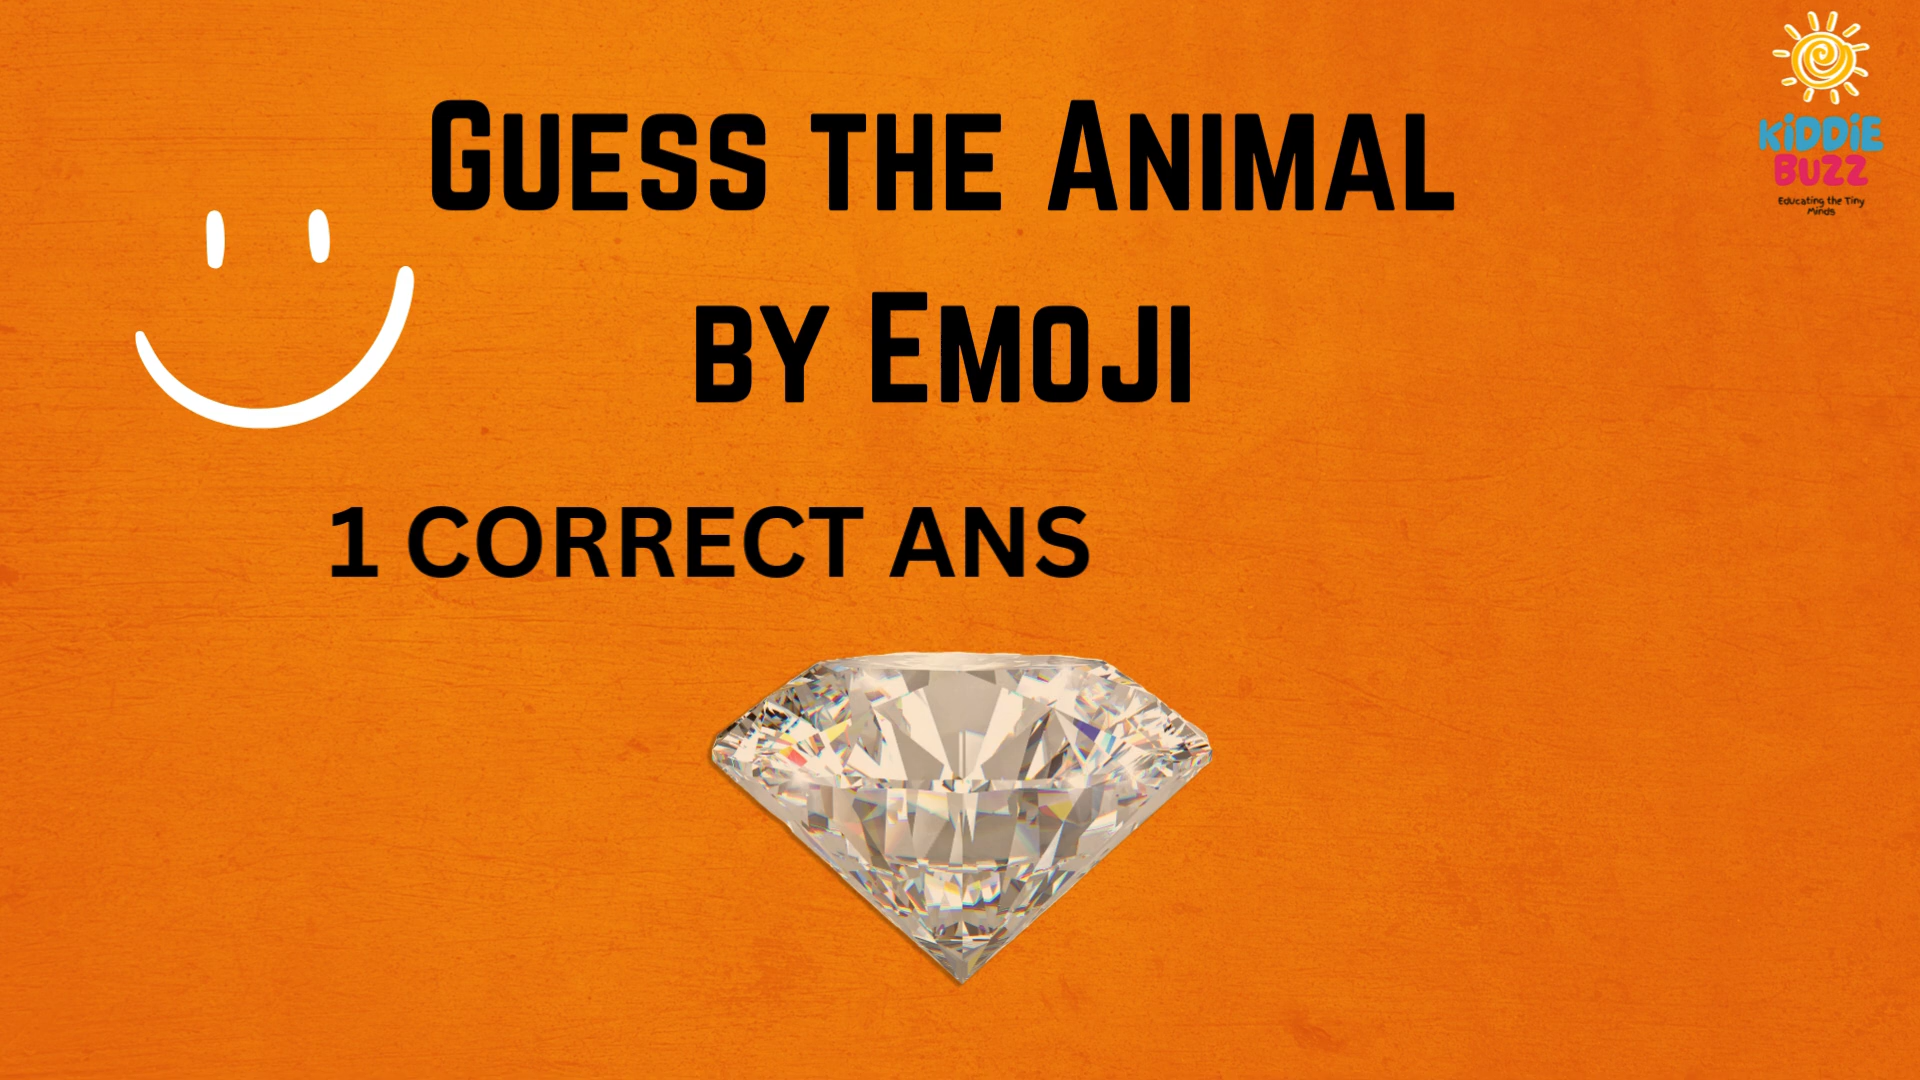 GUESS THE ANIMAL
BY EMOJI
1 CORRECT ANS
KiDDiE
BUZZ
Educating the Tiny
Minds